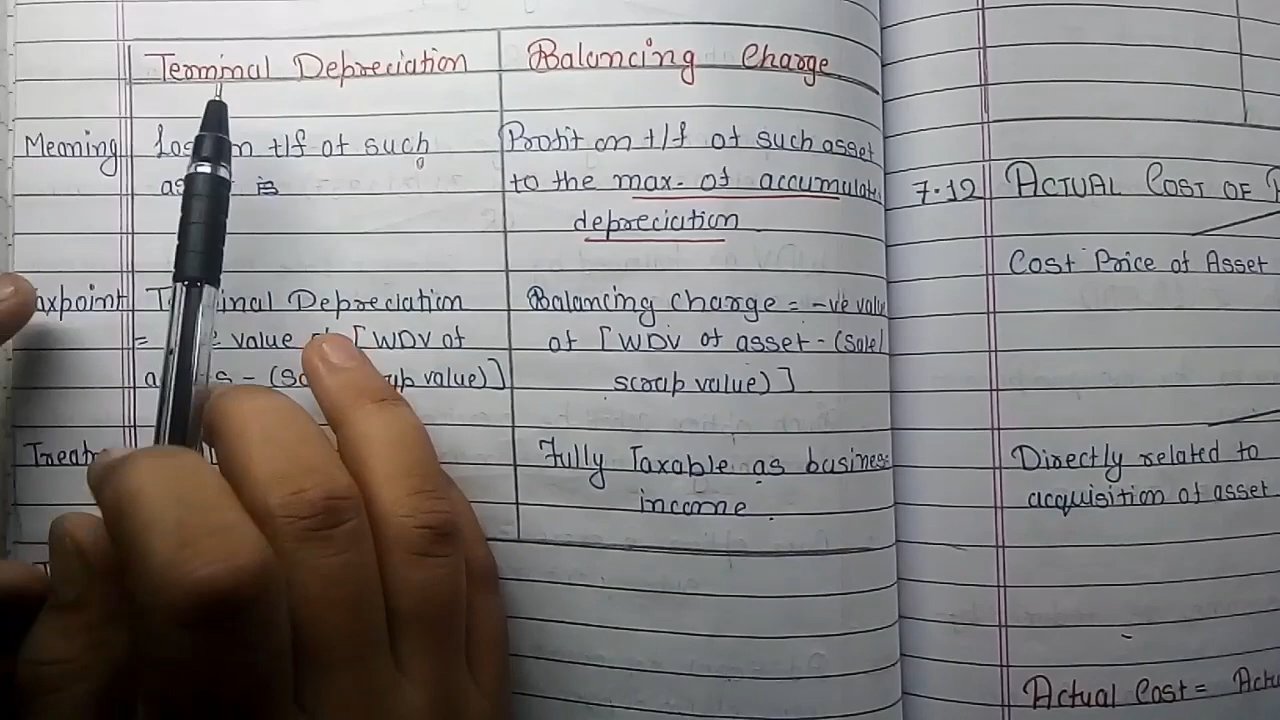 Terminal Depreciation Balancing Charge
Meaning t/f of such
Profit on t/f of such asset
to the max. of accumulate
depreciation
Depreciation
value [WDV of
value)]
Balancing charge = -ve value
of [WDV of asset - (Sale/
scrap value)]
Fully Taxable as business
income.
7.12 ACTUAL COST OF
Cost Price of Asset
Directly related to
acquisition of asset
Actual Cost =